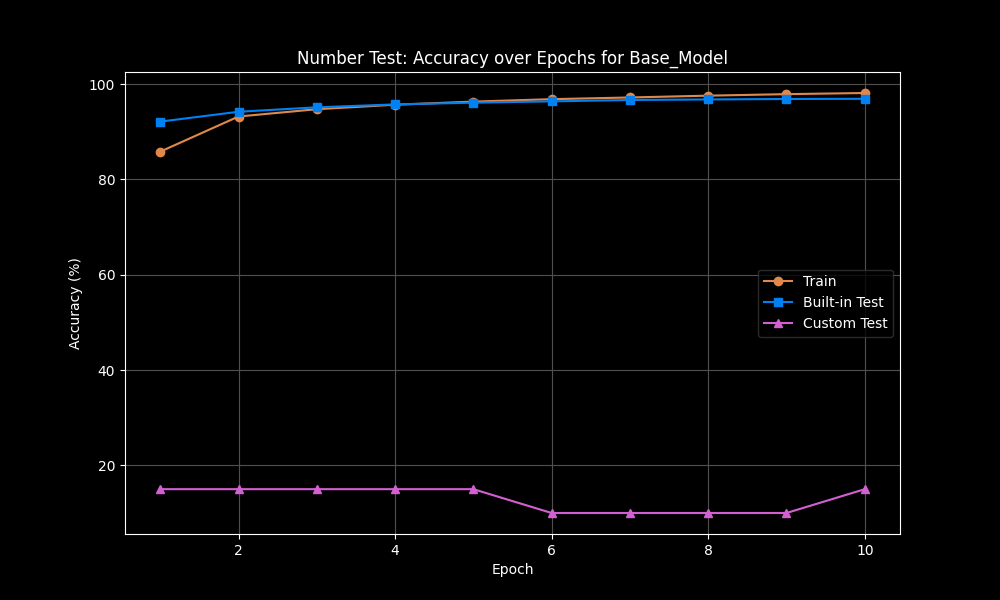 Number Test: Accuracy over Epochs for Base_Model
100
80
60
40
20
Accuracy (%)
Train
Built-in Test
Custom Test
2
4
6
8
10
Epoch